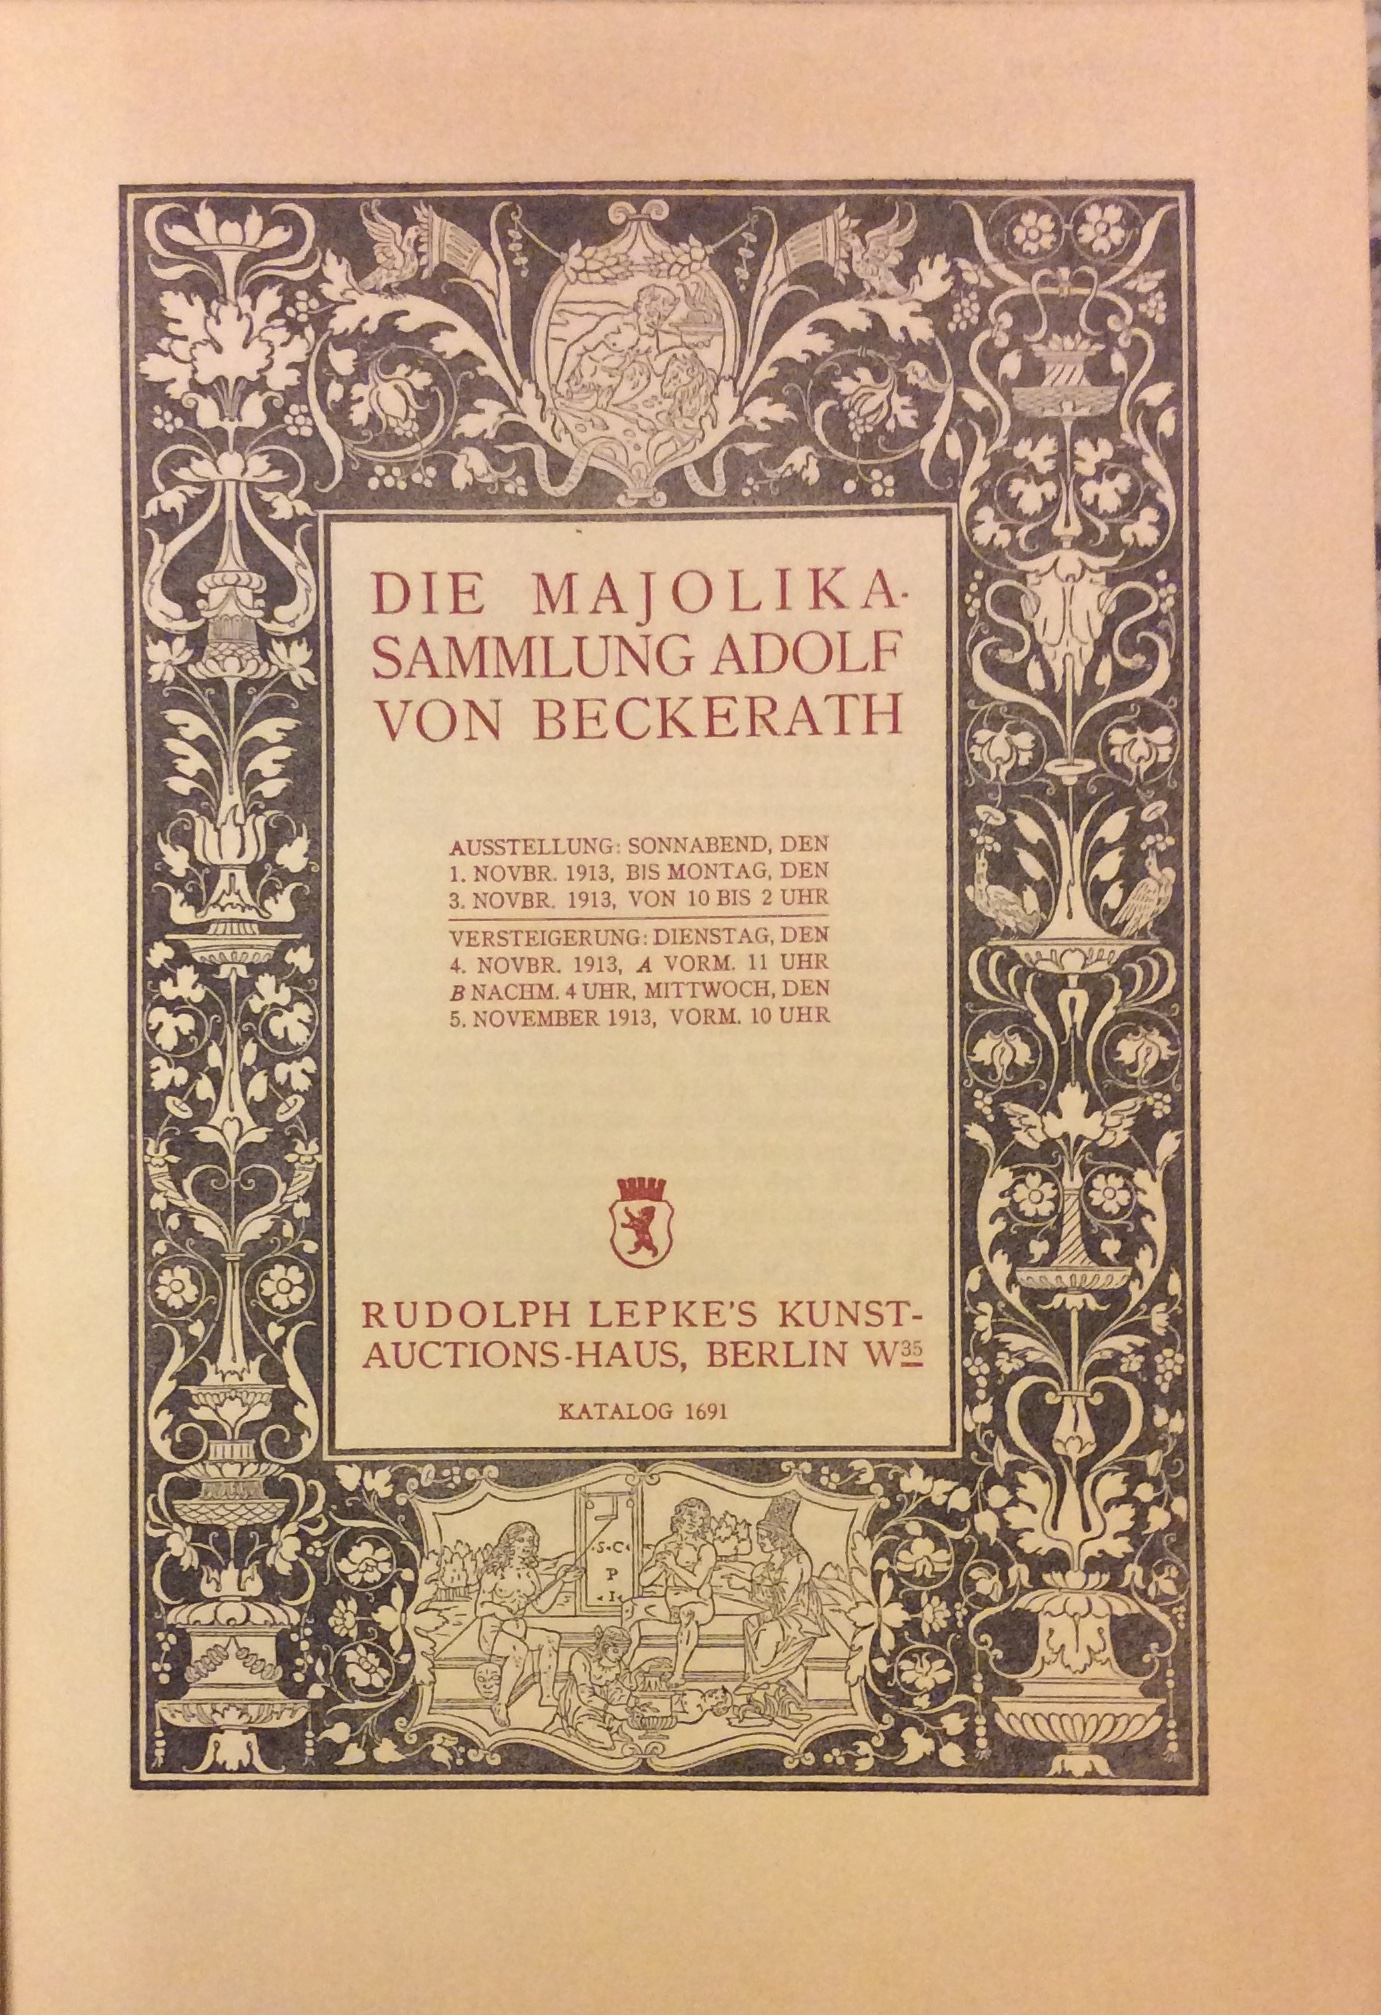 DIE MAJOLIKA-
SAMMLUNG ADOLF
VON BECKERATH
AUSSTELLUNG: SONNABEND, DEN
1. NOVBR. 1913, BIS MONTAG, DEN
3. NOVBR. 1913, VON 10 BIS 2 UHR
VERSTEIGERUNG: DIENSTAG, DEN
4. NOVBR. 1913, A VORM. 11 UHR
B NACHM. 4 UHR, MITTWOCH, DEN
5. NOVEMBER 1913, VORM. 10 UHR
RUDOLPH LEPKE'S KUNST-
AUCTIONS-HAUS, BERLIN W35
KATALOG 1691
·S·C·
P
·I·